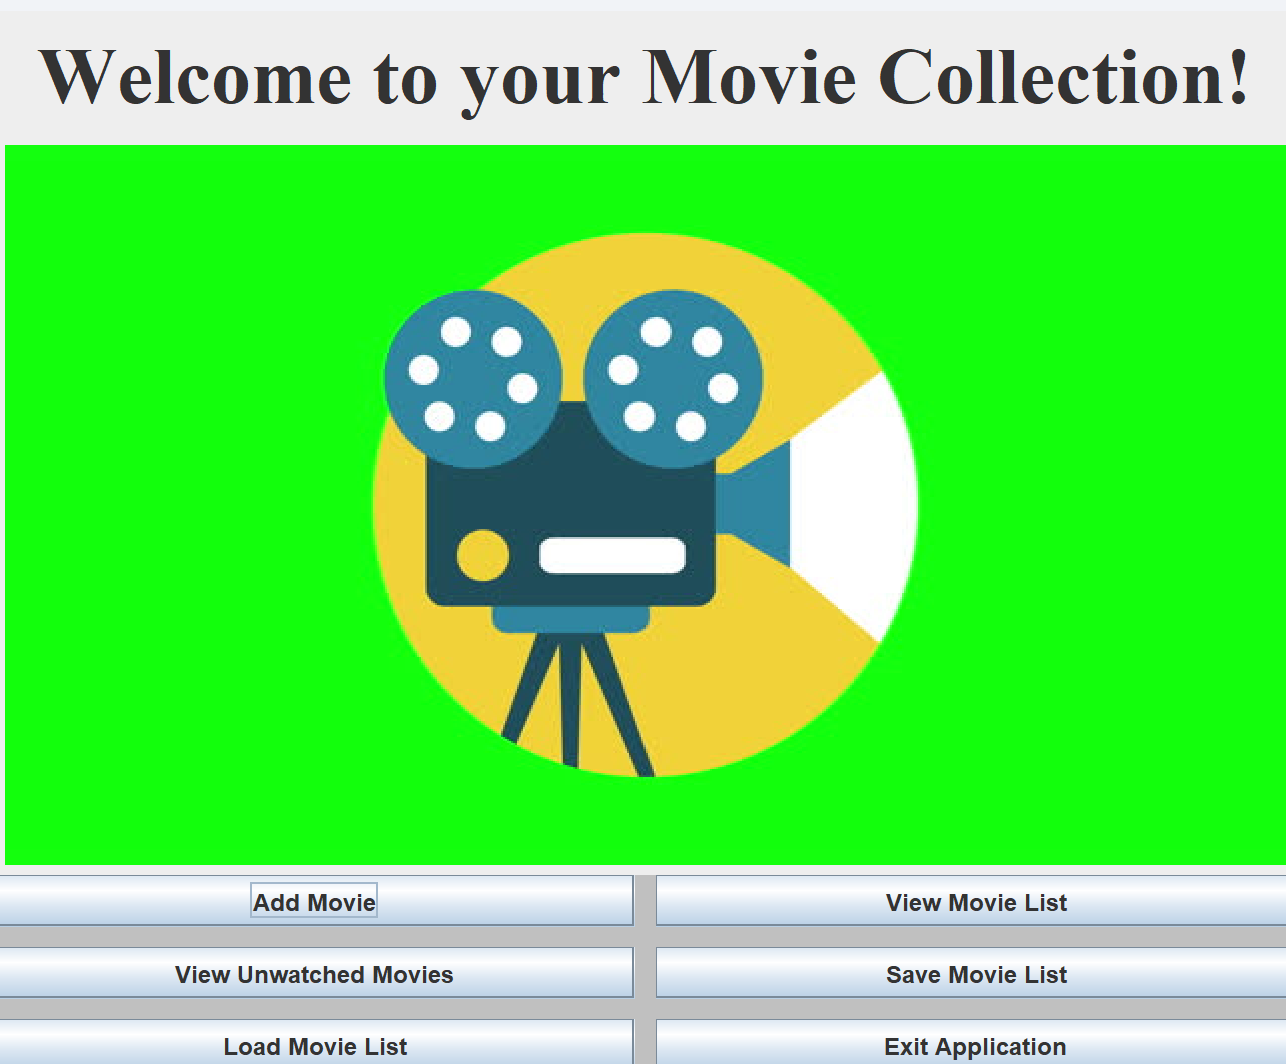 Welcome to your Movie Collection!
Add Movie
View Movie List
View Unwatched Movies
Save Movie List
Load Movie List
Exit Application